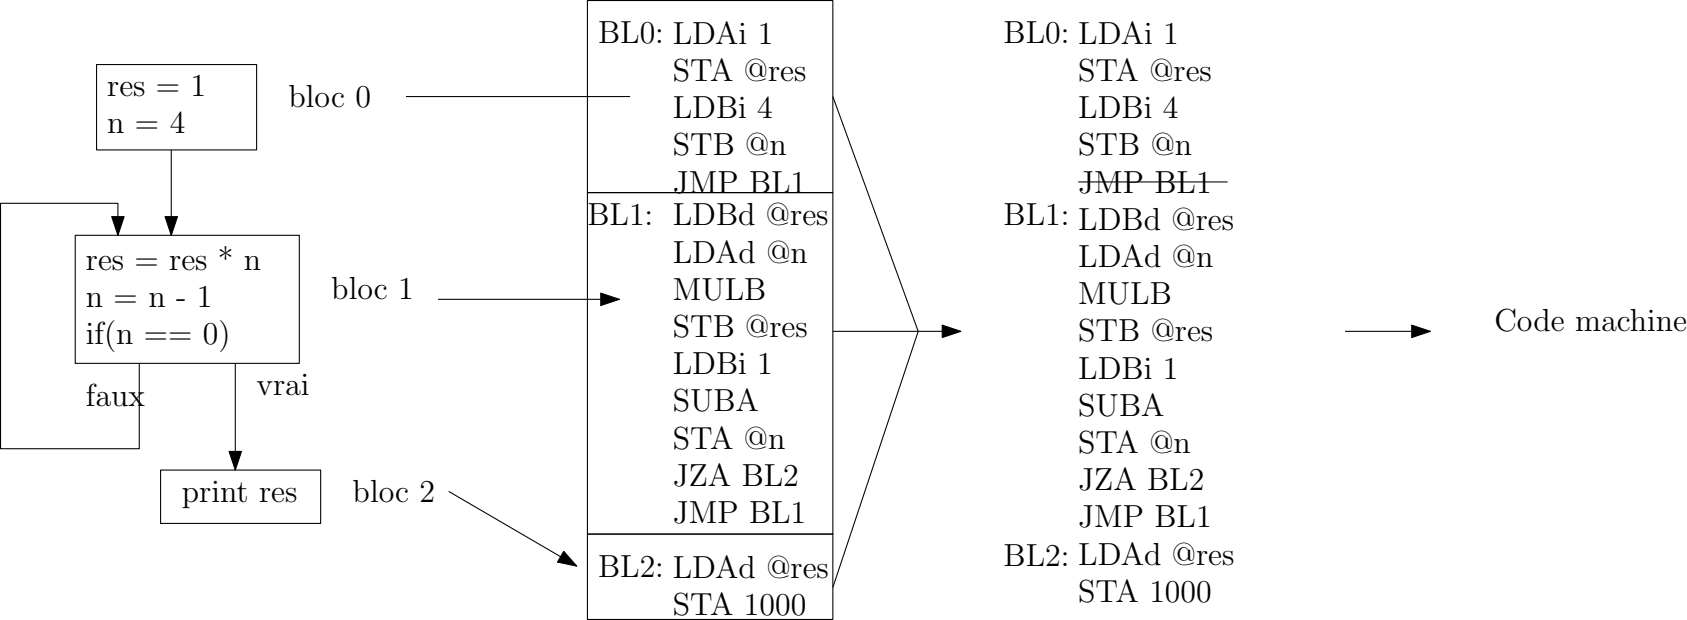 res = 1
n = 4
bloc 0
res = res * n
n = n - 1
if(n == 0)
bloc 1
faux
vrai
print res
bloc 2
BL0: LDAi 1
STA @res
LDBi 4
STB @n
JMP BL1
BL1: LDBd @res
LDAd @n
MULB
STB @res
LDBi 1
SUBA
STA @n
JZA BL2
JMP BL1
BL2: LDAd @res
STA 1000
BL0: LDAi 1
STA @res
LDBi 4
STB @n
JMP BL1
BL1: LDBd @res
LDAd @n
MULB
STB @res
LDBi 1
SUBA
STA @n
JZA BL2
JMP BL1
BL2: LDAd @res
STA 1000
Code machine